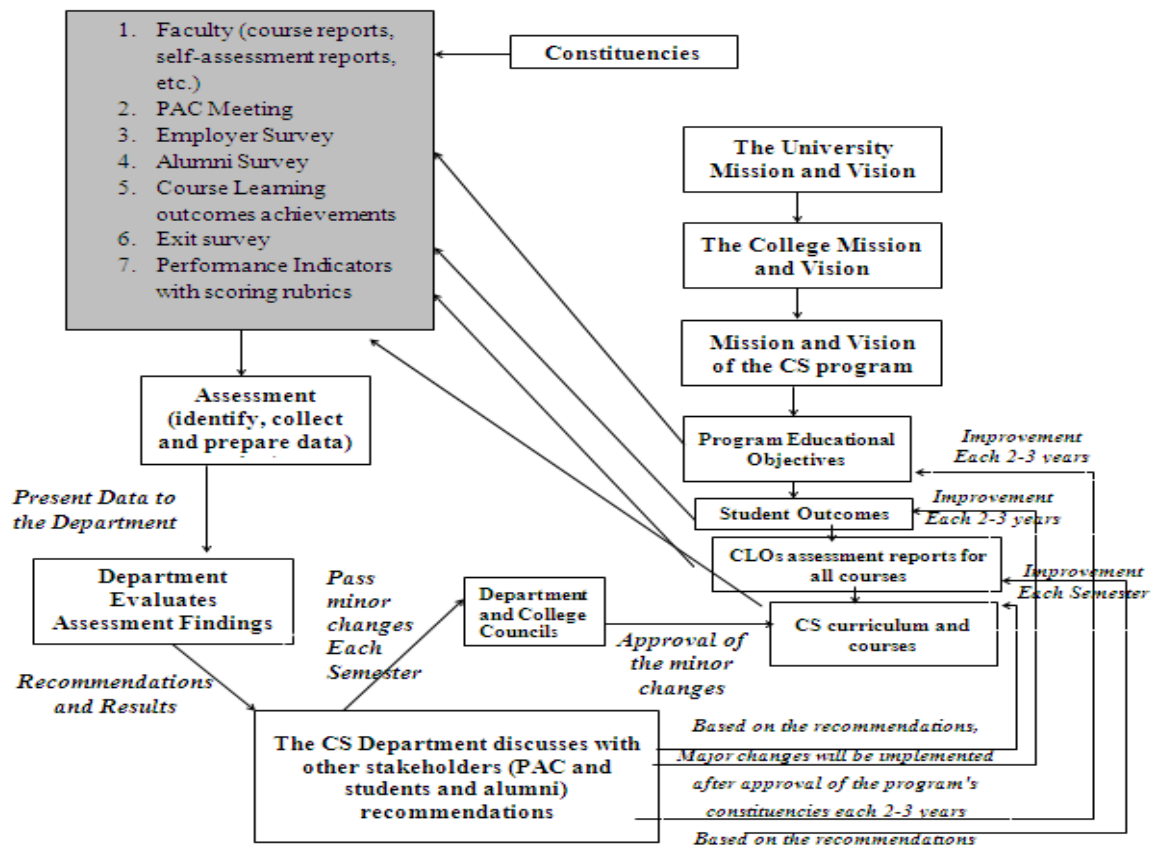 1. Faculty (course reports,
self-assessment reports,
etc.)
2. PAC Meeting
3. Employer Survey
4. Alumni Survey
5. Course Learning
outcomes achievements
6. Exit survey
7. Performance Indicators
with scoring rubrics
Constituencies
The University
Mission and Vision
The College Mission
and Vision
Mission and Vision
of the CS program
Program Educational
Objectives
Improvement
Each 2-3 years
Student Outcomes
Improvement
Each 2-3 years
CLOs assessment reports for
all courses
Improvement
Each Semester
CS curriculum and
courses
Assessment
(identify, collect
and prepare data)
Present Data to
the Department
Department
Evaluates
Assessment Findings
Pass
minor
changes
Each
Semester
Department
and College
Councils
Approval of
the minor
changes
Recommendations
and Results
The CS Department discusses with
other stakeholders (PAC and
students and alumni)
recommendations
Based on the recommendations,
Major changes will be implemented
after approval of the program's
constituencies each 2-3 years
Based on the recommendations